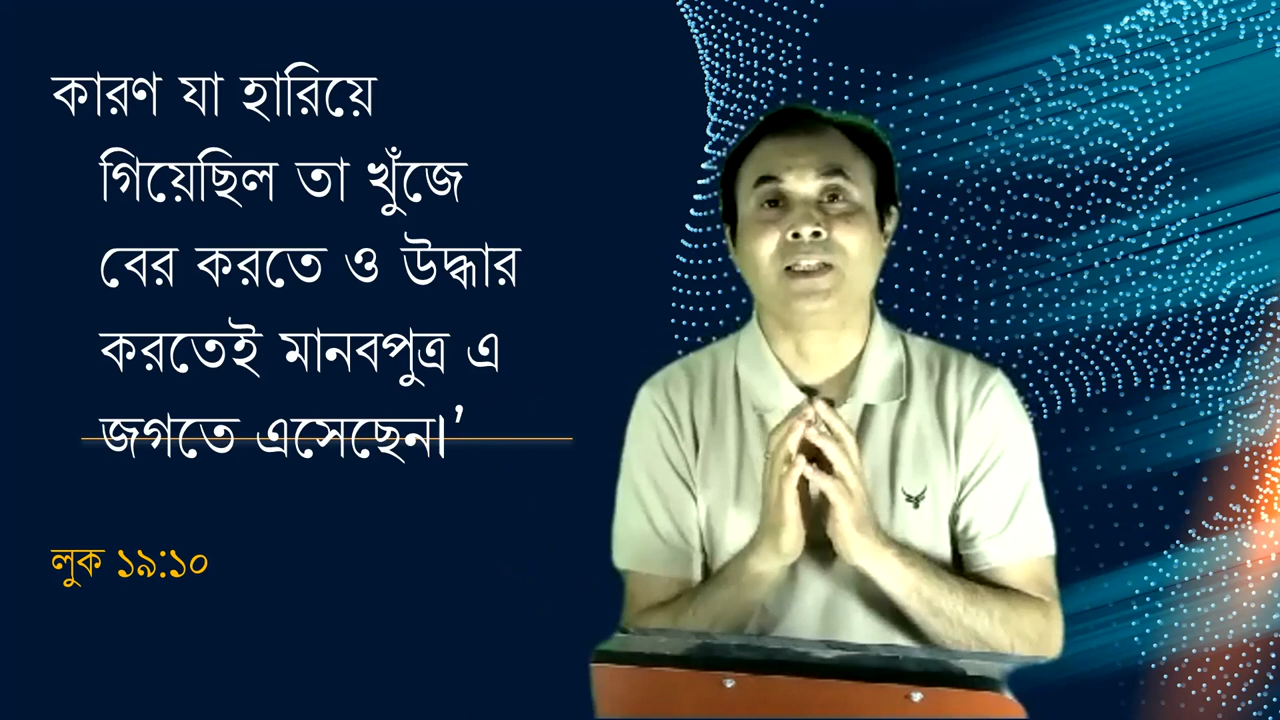 কারণ যা হারিয়ে
গিয়েছিল তা খুঁজে
বের করতে ও উদ্ধার
করতেই মানবপুত্র এ
জগতে এসেছেন।’
লুক ১৯:১০